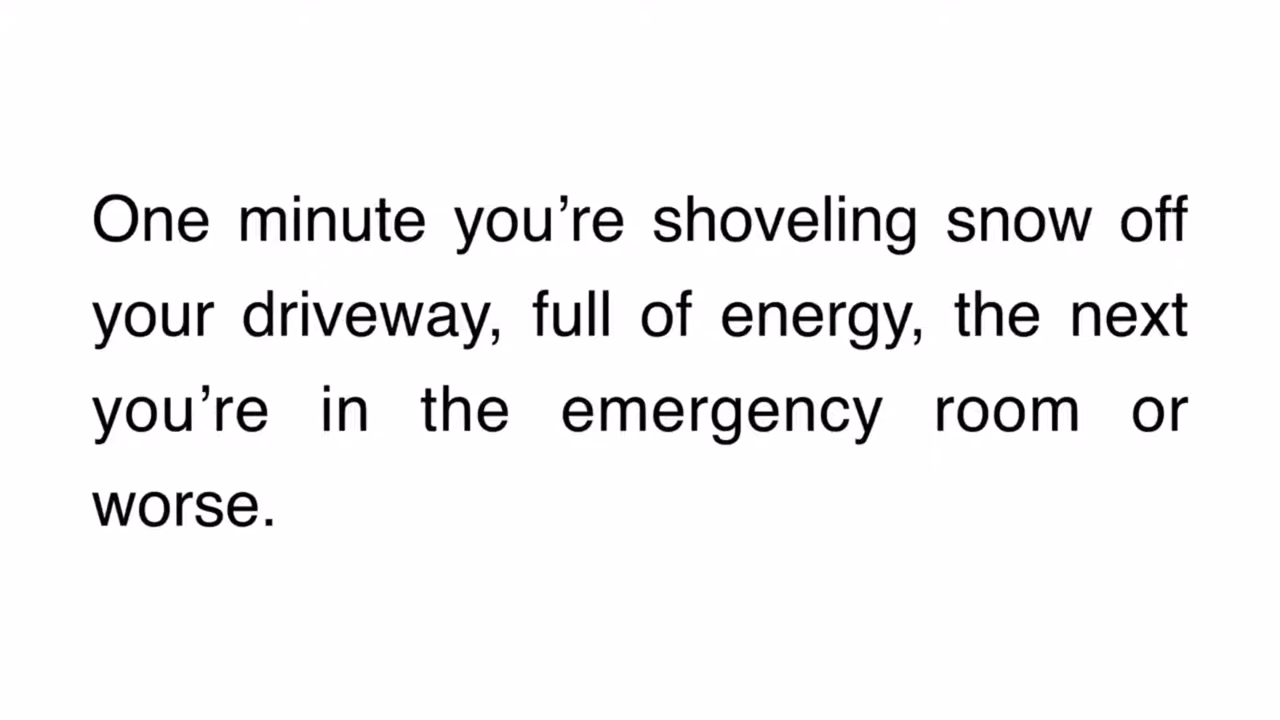 One minute you’re shoveling snow off
your driveway, full of energy, the next
you’re in the emergency room or
worse.